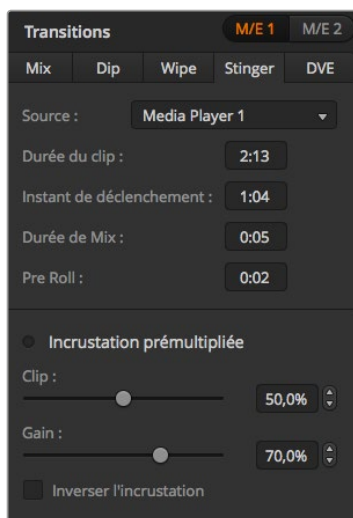 Transitions M/E 1 M/E 2
Mix Dip Wipe Stinger DVE
Source : Media Player 1
Durée du clip : 2:13
Instant de déclenchement : 1:04
Durée de Mix : 0:05
Pre Roll : 0:02
Incrustation prémultipliée
Clip :
50,0%
Gain :
70,0%
Inverser l'incrustation